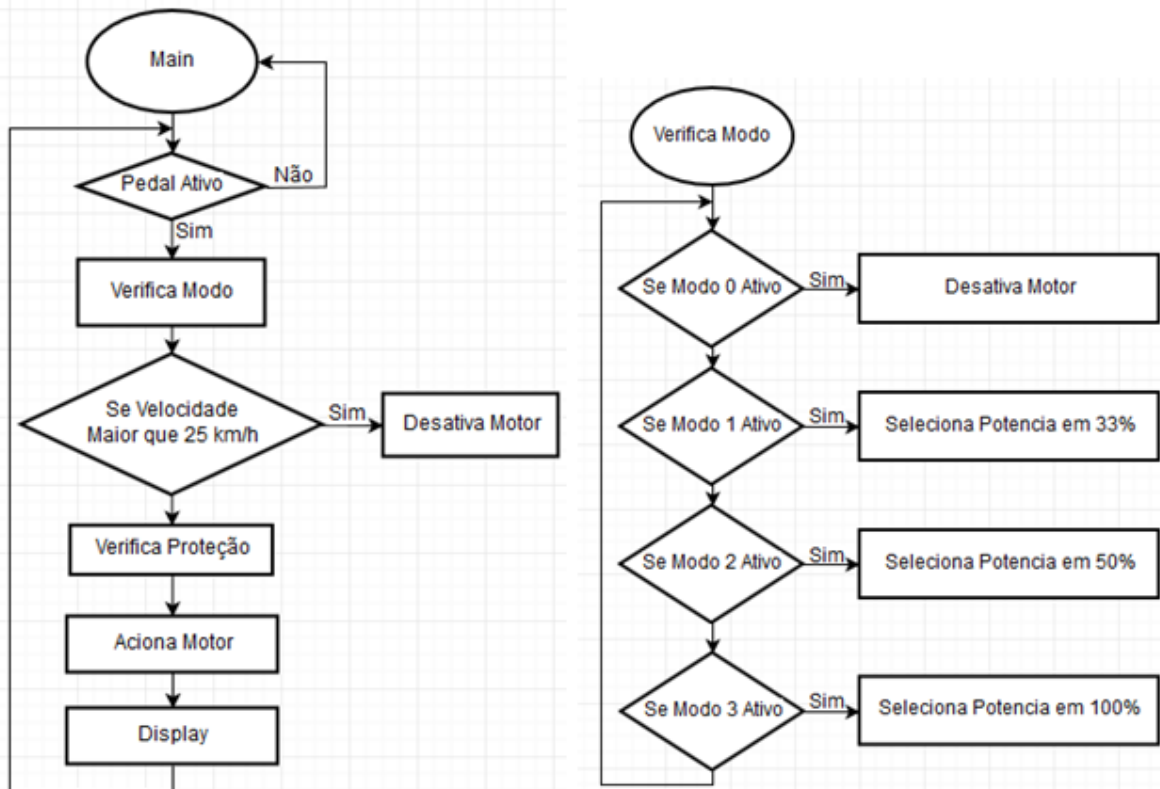 Main
Pedal Ativo
Não
Sim
Verifica Modo
Se Velocidade
Maior que 25 km/h
Sim
Desativa Motor
Verifica Proteção
Aciona Motor
Display
Verifica Modo
Se Modo 0 Ativo
Sim
Desativa Motor
Se Modo 1 Ativo
Sim
Seleciona Potencia em 33%
Se Modo 2 Ativo
Sim
Seleciona Potencia em 50%
Se Modo 3 Ativo
Sim
Seleciona Potencia em 100%